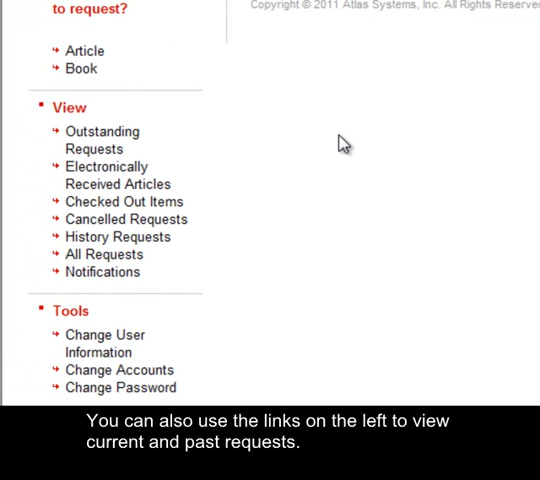 to request?
Copyright © 2011 Atlas Systems, Inc. All Rights Reserve
Article
Book
View
Outstanding
Requests
Electronically
Received Articles
Checked Out Items
Cancelled Requests
History Requests
All Requests
Notifications
Tools
Change User
Information
Change Accounts
Change Password
You can also use the links on the left to view
current and past requests.